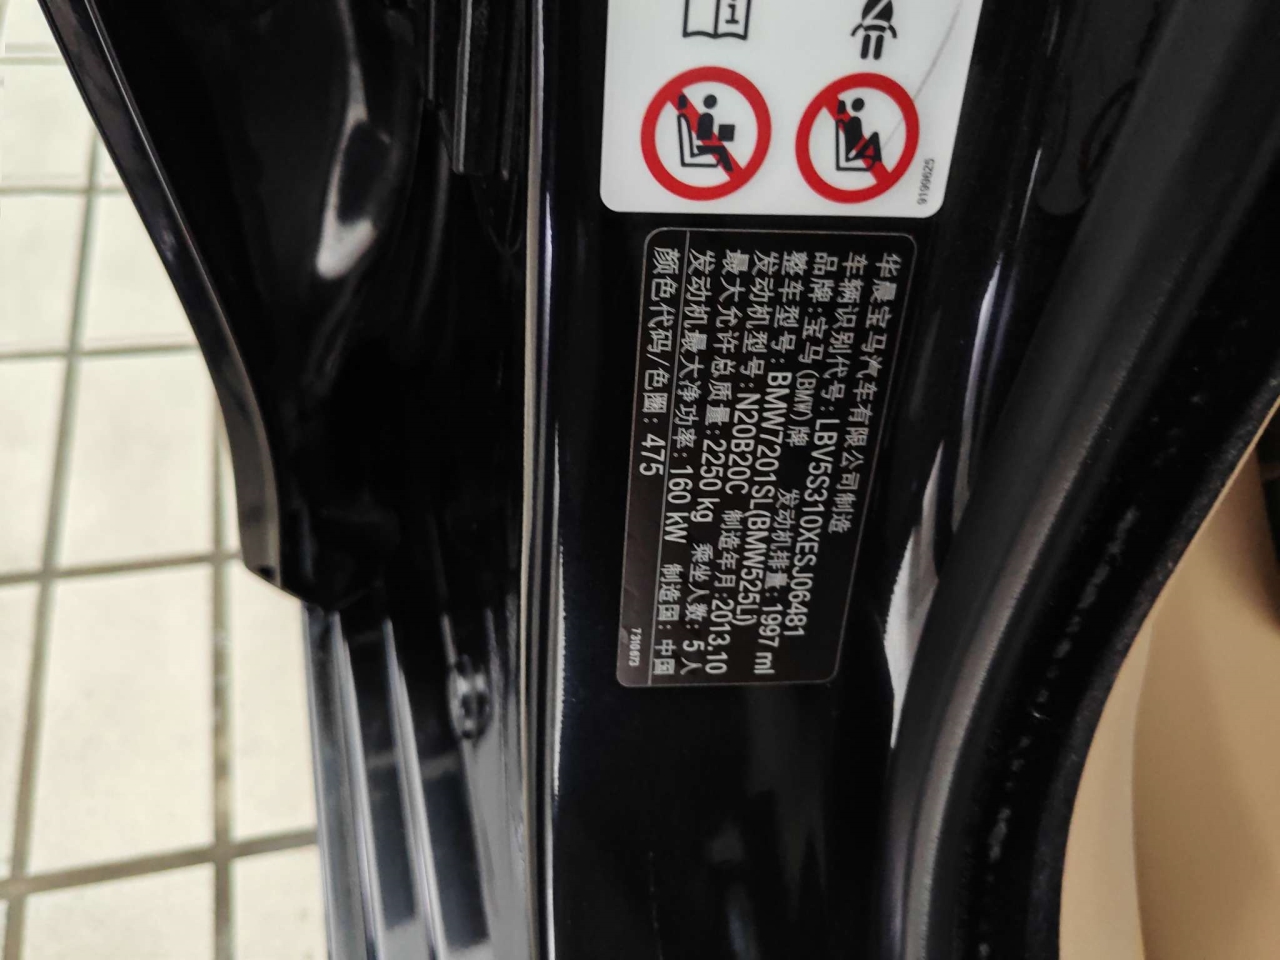 9199625
华晨宝马汽车有限公司制造
车辆识别代号:LBV5S310XESJ06481
品牌:宝马(BMW)牌 发动机排量:1997 ml
整车型号:BMW7201SL(BMW525Li)
发动机型号:N20B20C 制造年月:2013.10
最大允许总质量:2250 kg 乘坐人数: 5 人
发动机最大净功率:160 kW 制造国: 中国
颜色代码/色圈: 475
7310673